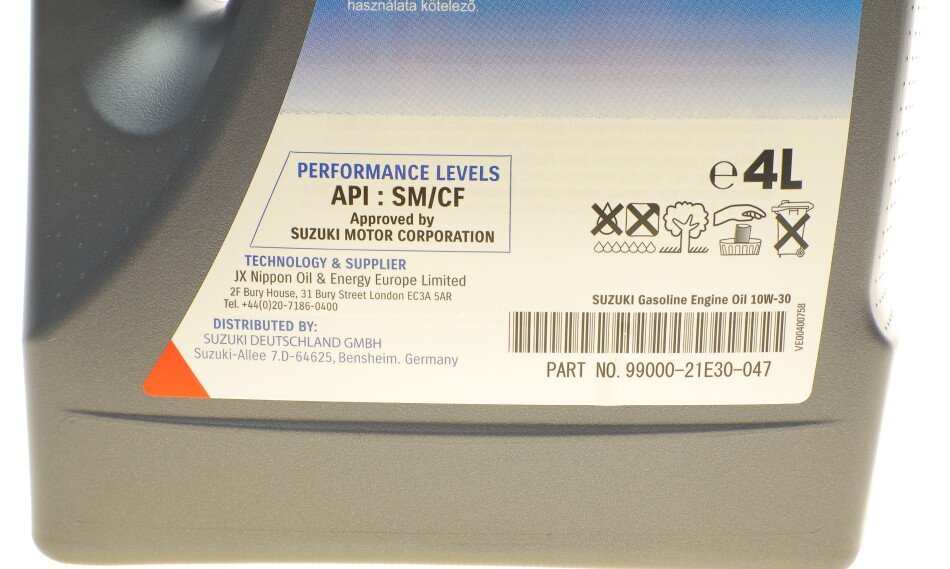 használata kötelező.
PERFORMANCE LEVELS
API : SM/CF
Approved by
SUZUKI MOTOR CORPORATION
℮4L
TECHNOLOGY & SUPPLIER
JX Nippon Oil & Energy Europe Limited
2F Bury House, 31 Bury Street London EC3A 5AR
Tel. +44(0)20-7186-0400
DISTRIBUTED BY:
SUZUKI DEUTSCHLAND GMBH
Suzuki-Allee 7.D-64625, Bensheim. Germany
SUZUKI Gasoline Engine Oil 10W-30
VE00400758
PART NO. 99000-21E30-047